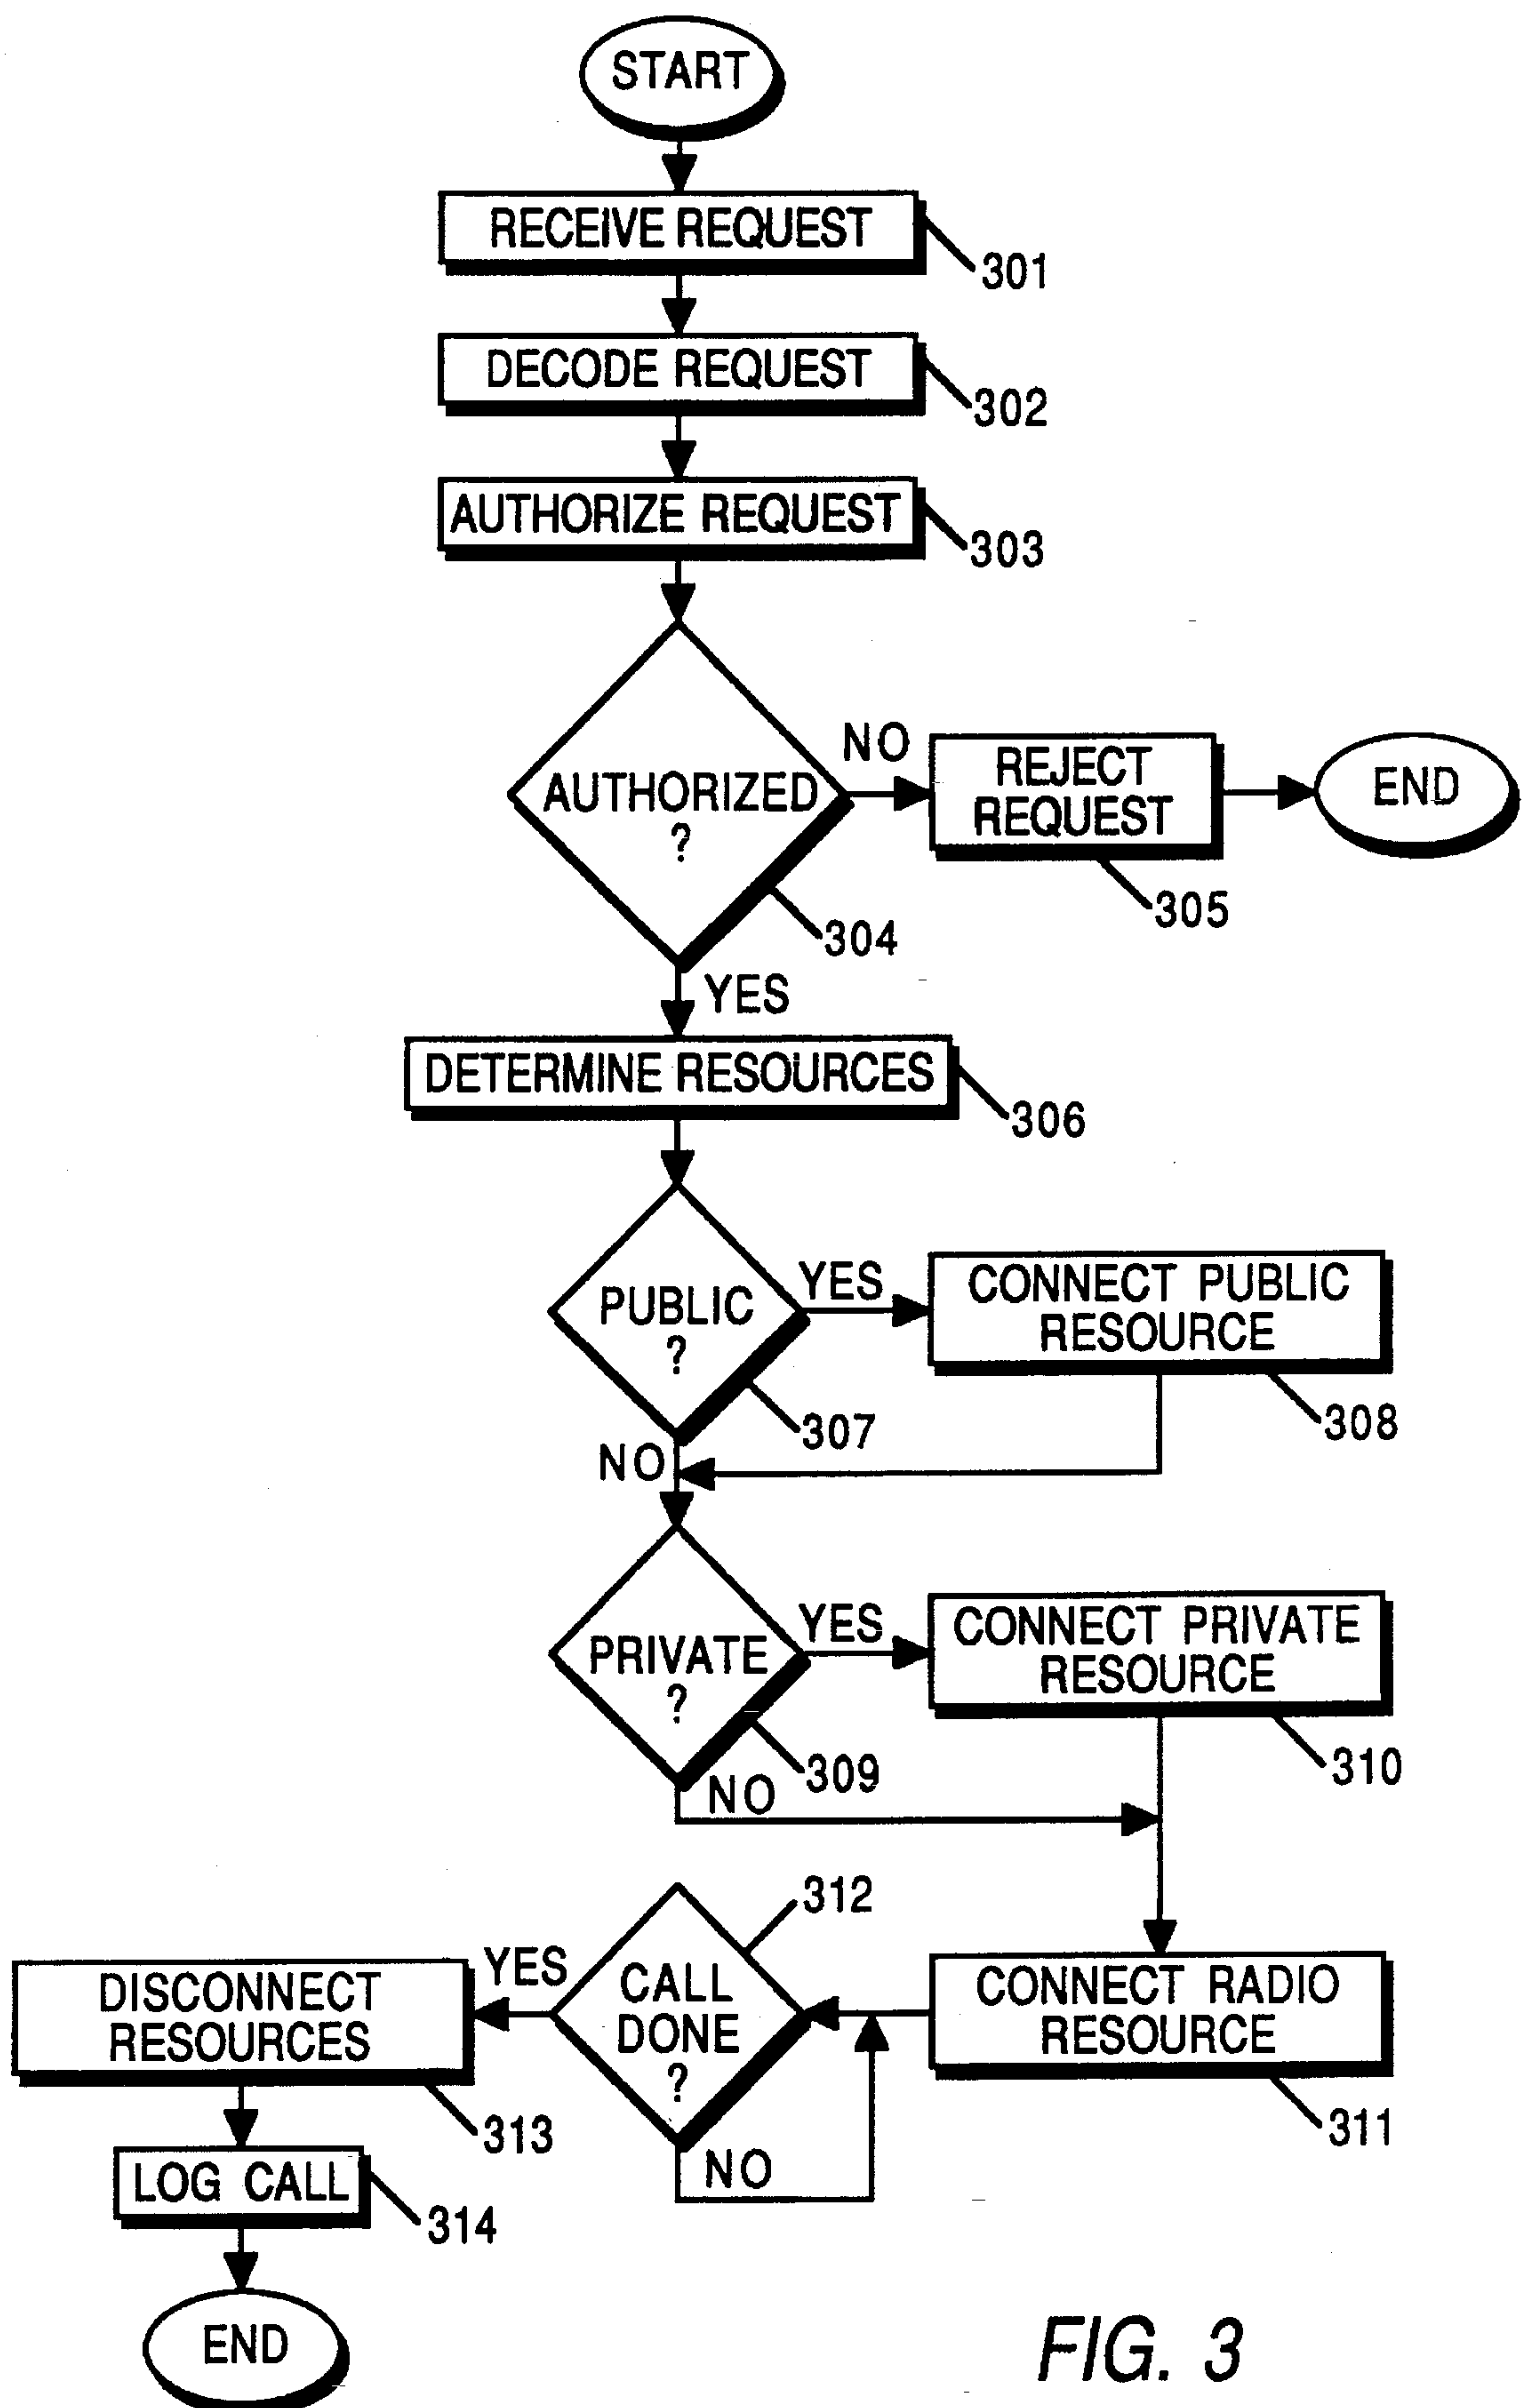 START
RECEIVE REQUEST
301
DECODE REQUEST
302
AUTHORIZE REQUEST
303
AUTHORIZED
?
304
NO
REJECT
REQUEST
305
END
YES
DETERMINE RESOURCES
306
PUBLIC
?
307
YES
CONNECT PUBLIC
RESOURCE
308
NO
PRIVATE
?
309
YES
CONNECT PRIVATE
RESOURCE
310
NO
CONNECT RADIO
RESOURCE
311
312
CALL
DONE
?
NO
YES
DISCONNECT
RESOURCES
313
LOG CALL
314
END
FIG. 3